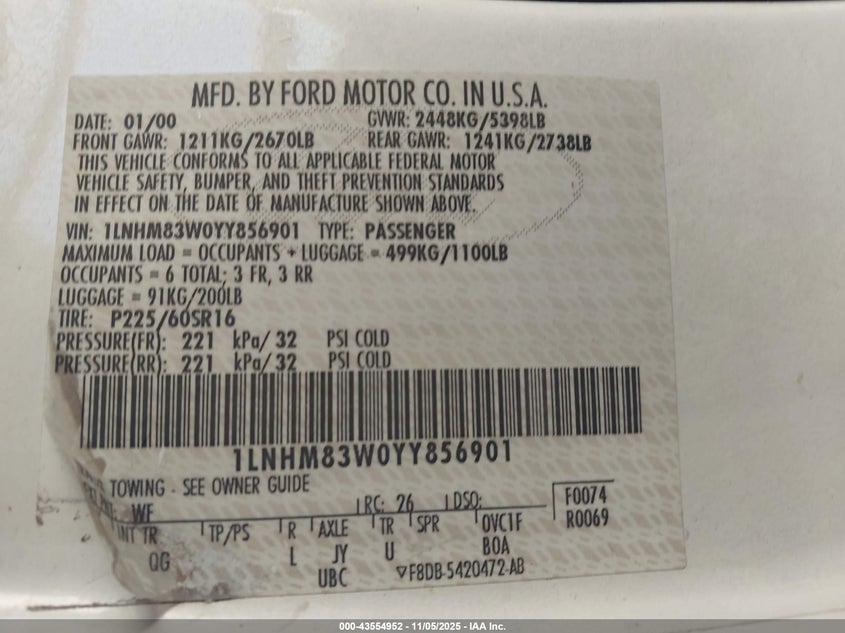 MFD. BY FORD MOTOR CO. IN U.S.A.
DATE: 01/00 GVWR: 2448KG/5398LB
FRONT GAWR: 1211KG/2670LB REAR GAWR: 1241KG/2738LB
THIS VEHICLE CONFORMS TO ALL APPLICABLE FEDERAL MOTOR
VEHICLE SAFETY, BUMPER, AND THEFT PREVENTION STANDARDS
IN EFFECT ON THE DATE OF MANUFACTURE SHOWN ABOVE.
VIN: 1LNHM83W0YY856901 TYPE: PASSENGER
MAXIMUM LOAD = OCCUPANTS + LUGGAGE = 499KG/1100LB
OCCUPANTS = 6 TOTAL; 3 FR, 3 RR
LUGGAGE = 91KG/200LB
TIRE: P225/60SR16
PRESSURE(FR): 221 kPa/ 32 PSI COLD
PRESSURE(RR): 221 kPa/ 32 PSI COLD
1LNHM83W0YY856901
TOWING - SEE OWNER GUIDE
WF RC: 26 DSO: F0074
INT TR TP/PS R AXLE TR SPR OVC1F R0069
QG L JY U BOA
UBC ▽F8DB-5420472-AB
000-43554952 - 11/05/2025 - IAA Inc.